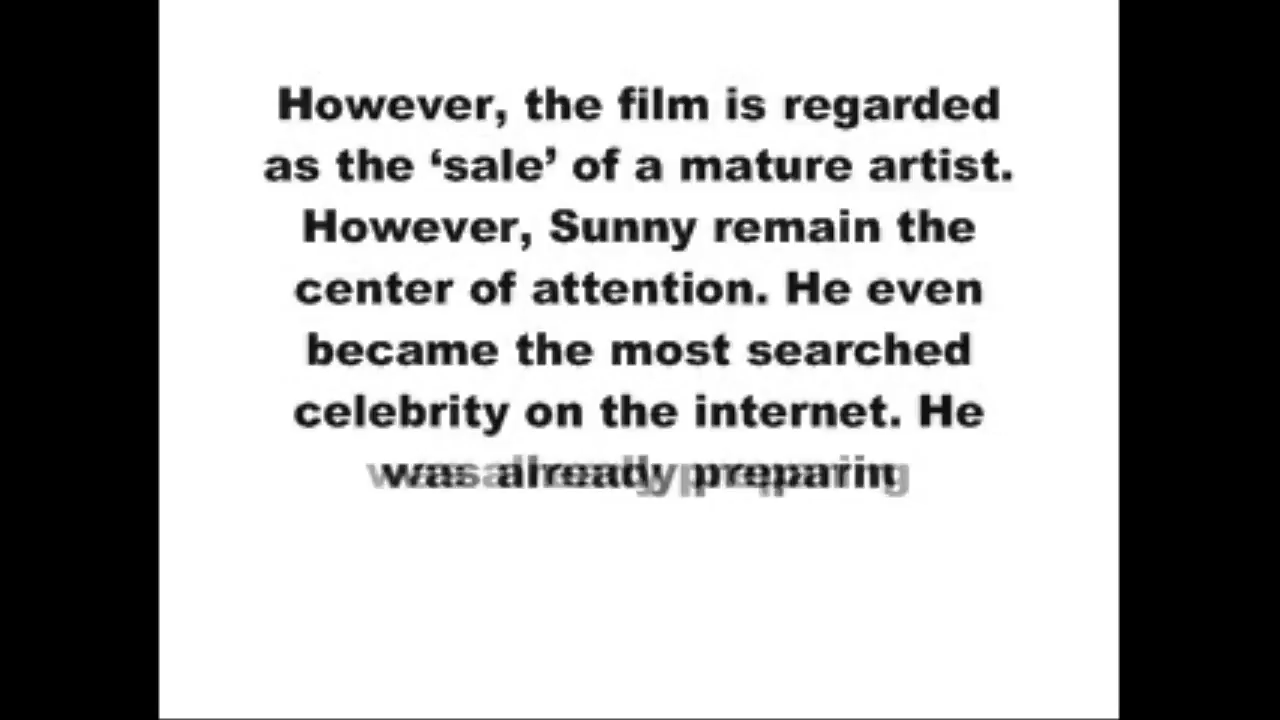 However, the film is regarded
as the ‘sale’ of a mature artist.
However, Sunny remain the
center of attention. He even
became the most searched
celebrity on the internet. He
was already preparing